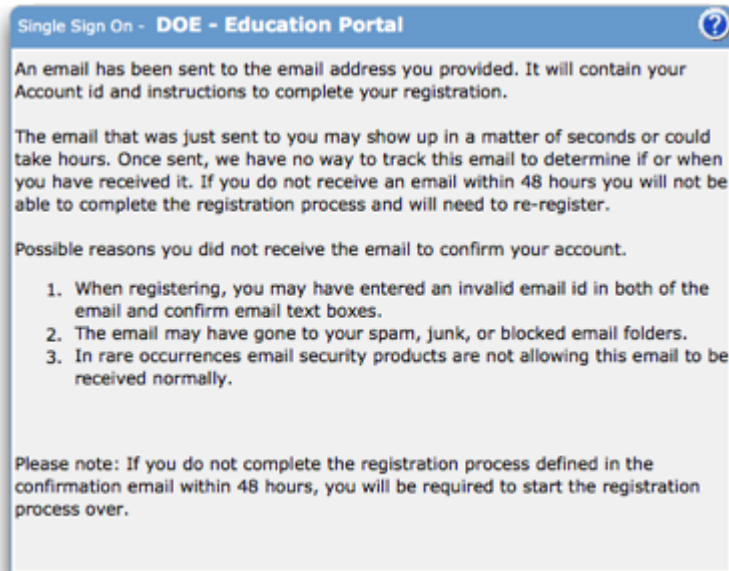 Single Sign On - DOE - Education Portal
An email has been sent to the email address you provided. It will contain your
Account id and instructions to complete your registration.
The email that was just sent to you may show up in a matter of seconds or could
take hours. Once sent, we have no way to track this email to determine if or when
you have received it. If you do not receive an email within 48 hours you will not be
able to complete the registration process and will need to re-register.
Possible reasons you did not receive the email to confirm your account.
1. When registering, you may have entered an invalid email id in both of the
email and confirm email text boxes.
2. The email may have gone to your spam, junk, or blocked email folders.
3. In rare occurrences email security products are not allowing this email to be
received normally.
Please note: If you do not complete the registration process defined in the
confirmation email within 48 hours, you will be required to start the registration
process over.